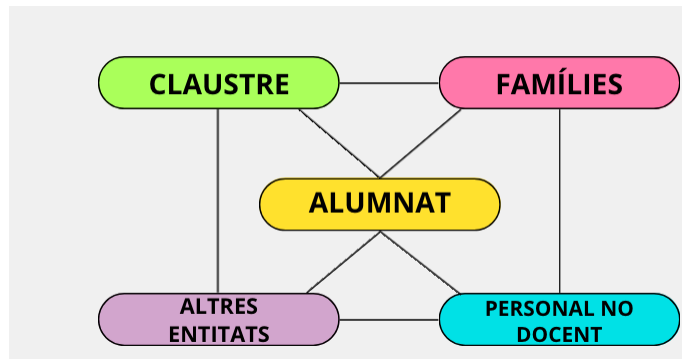 CLAUSTRE
FAMÍLIES
ALUMNAT
ALTRES
ENTITATS
PERSONAL NO
DOCENT